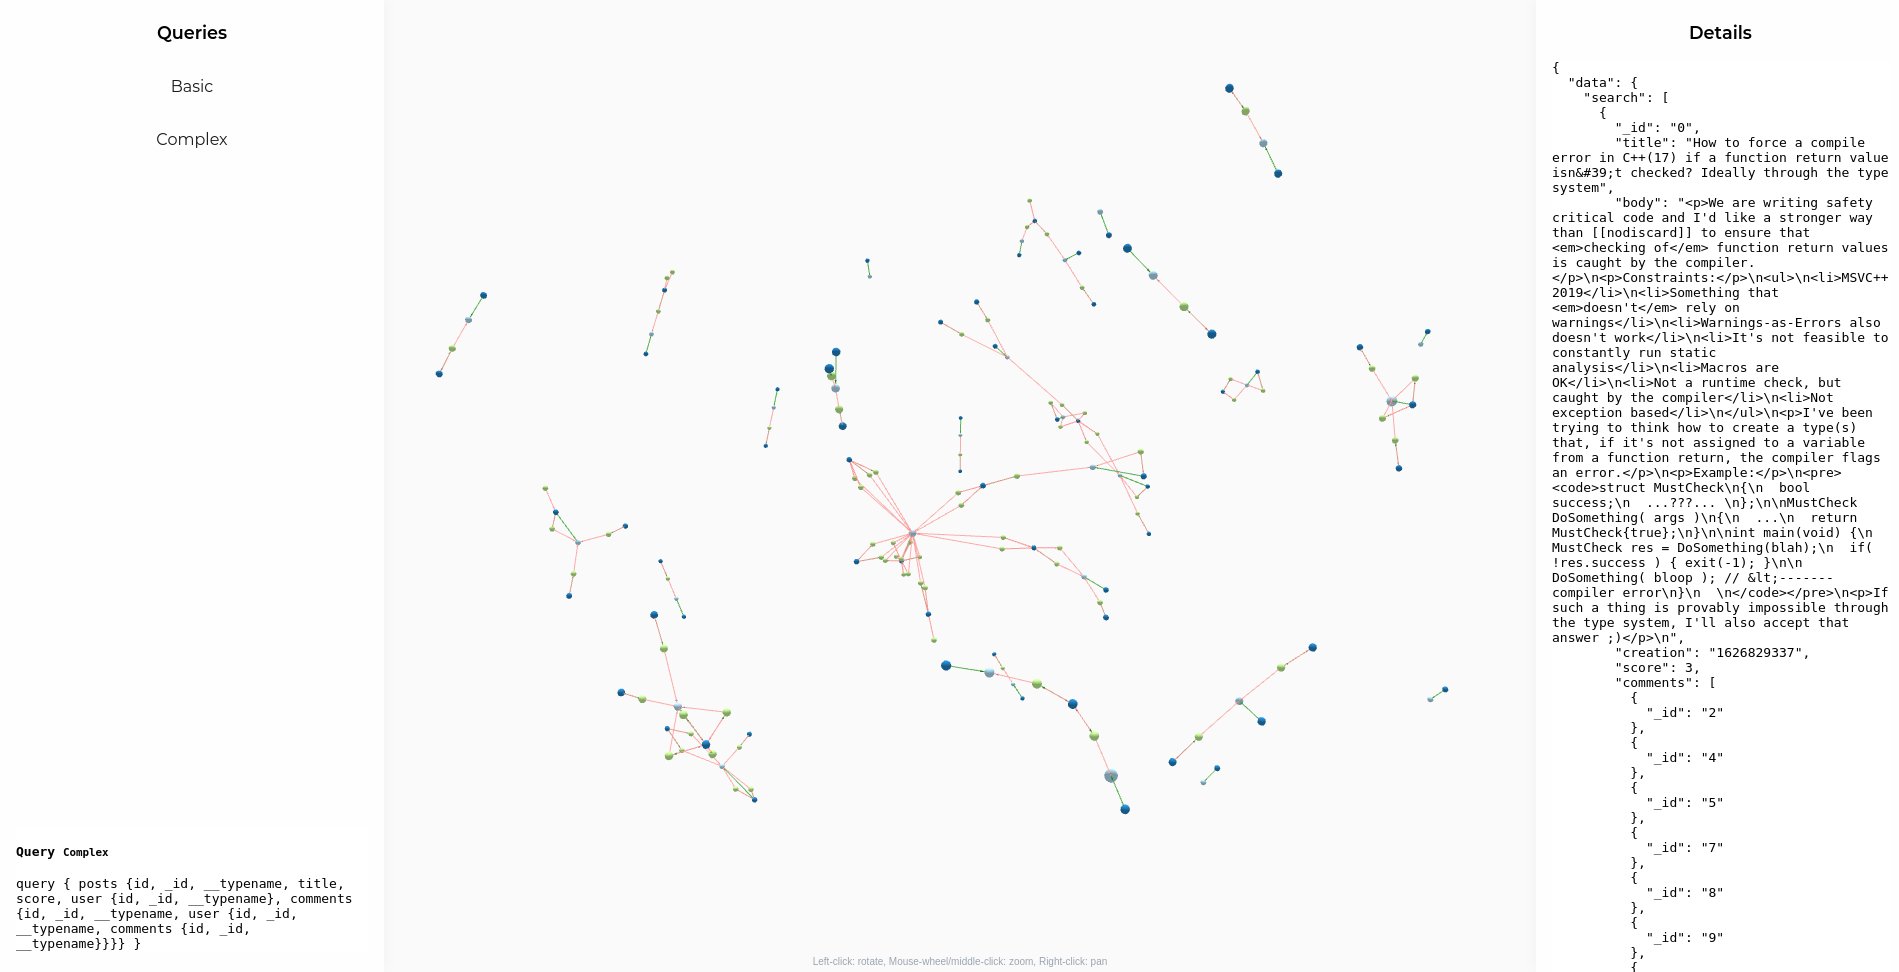 Queries
Basic
Complex
Query Complex
query { posts {id, _id, __typename, title,
score, user {id, _id, __typename}, comments
{id, _id, __typename, user {id, _id,
__typename, comments {id, _id,
__typename}}}} }
Left-click: rotate, Mouse-wheel/middle-click: zoom, Right-click: pan
Details
{
  "data": {
    "search": [
      {
        "_id": "0",
        "title": "How to force a compile
error in C++(17) if a function return value
isn&#39;t checked? Ideally through the type
system",
        "body": "<p>We are writing safety
critical code and I'd like a stronger way
than [[nodiscard]] to ensure that
<em>checking of</em> function return values
is caught by the compiler.
</p>\n<p>Constraints:</p>\n<ul>\n<li>MSVC++
2019</li>\n<li>Something that
<em>doesn't</em> rely on
warnings</li>\n<li>Warnings-as-Errors also
doesn't work</li>\n<li>It's not feasible to
constantly run static
analysis</li>\n<li>Macros are
OK</li>\n<li>Not a runtime check, but
caught by the compiler</li>\n<li>Not
exception based</li>\n</ul>\n<p>I've been
trying to think how to create a type(s)
that, if it's not assigned to a variable
from a function return, the compiler flags
an error.</p>\n<p>Example:</p>\n<pre>
<code>struct MustCheck\n{\n  bool
success;\n  ...???... \n};\n\nMustCheck
DoSomething( args )\n{\n  ...\n  return
MustCheck{true};\n}\n\nint main(void) {\n
MustCheck res = DoSomething(blah);\n  if(
!res.success ) { exit(-1); }\n\n
DoSomething( bloop ); // &lt;-------
compiler error\n}\n  \n</code></pre>\n<p>If
such a thing is provably impossible through
the type system, I'll also accept that
answer ;)</p>\n",
        "creation": "1626829337",
        "score": 3,
        "comments": [
          {
            "_id": "2"
          },
          {
            "_id": "4"
          },
          {
            "_id": "5"
          },
          {
            "_id": "7"
          },
          {
            "_id": "8"
          },
          {
            "_id": "9"
          },
          {